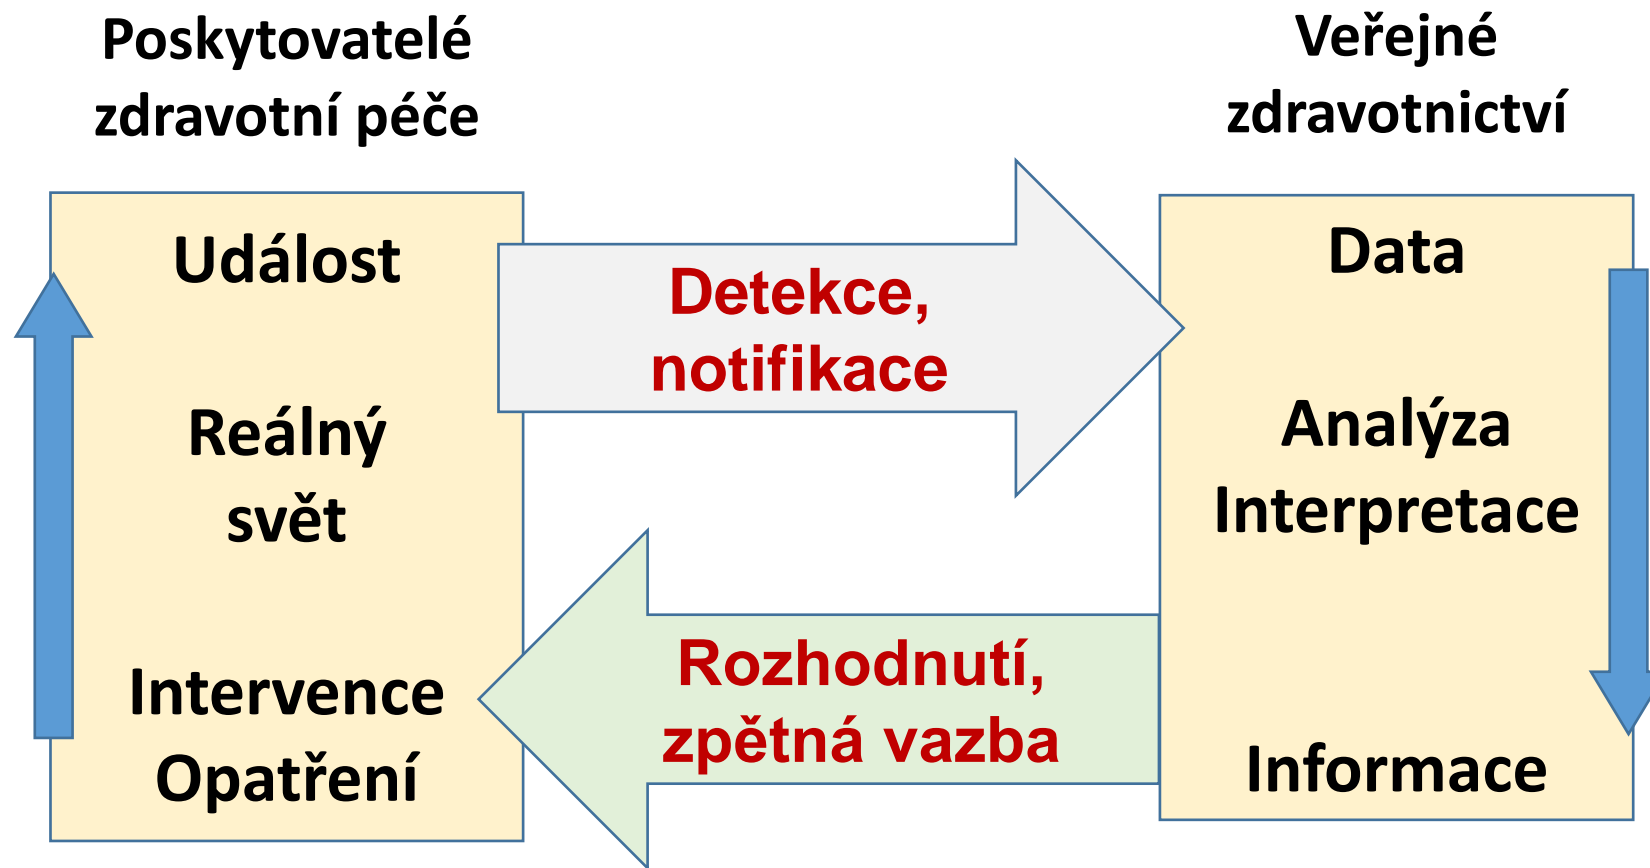 Poskytovatelé
zdravotní péče
Veřejné
zdravotnictví
Událost
Reálný
svět
Intervence
Opatření
Detekce,
notifikace
Rozhodnutí,
zpětná vazba
Data
Analýza
Interpretace
Informace